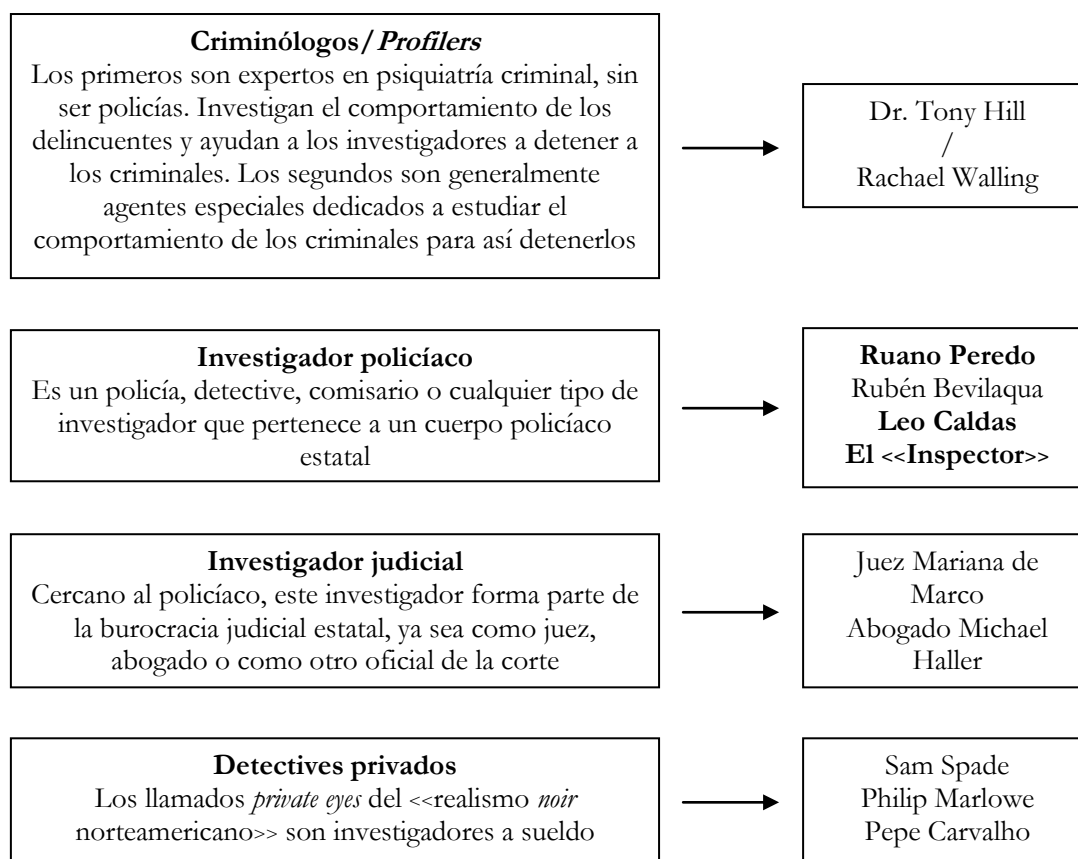 Criminólogos/Profilers
Los primeros son expertos en psiquiatría criminal, sin
ser policías. Investigan el comportamiento de los
delincuentes y ayudan a los investigadores a detener a
los criminales. Los segundos son generalmente
agentes especiales dedicados a estudiar el
comportamiento de los criminales para así detenerlos
Dr. Tony Hill
/
Rachael Walling
Investigador policíaco
Es un policía, detective, comisario o cualquier tipo de
investigador que pertenece a un cuerpo policíaco
estatal
Ruano Peredo
Rubén Bevilaqua
Leo Caldas
El <<Inspector>>
Investigador judicial
Cercano al policíaco, este investigador forma parte de
la burocracia judicial estatal, ya sea como juez,
abogado o como otro oficial de la corte
Juez Mariana de
Marco
Abogado Michael
Haller
Detectives privados
Los llamados private eyes del <<realismo noir
norteamericano>> son investigadores a sueldo
Sam Spade
Philip Marlowe
Pepe Carvalho